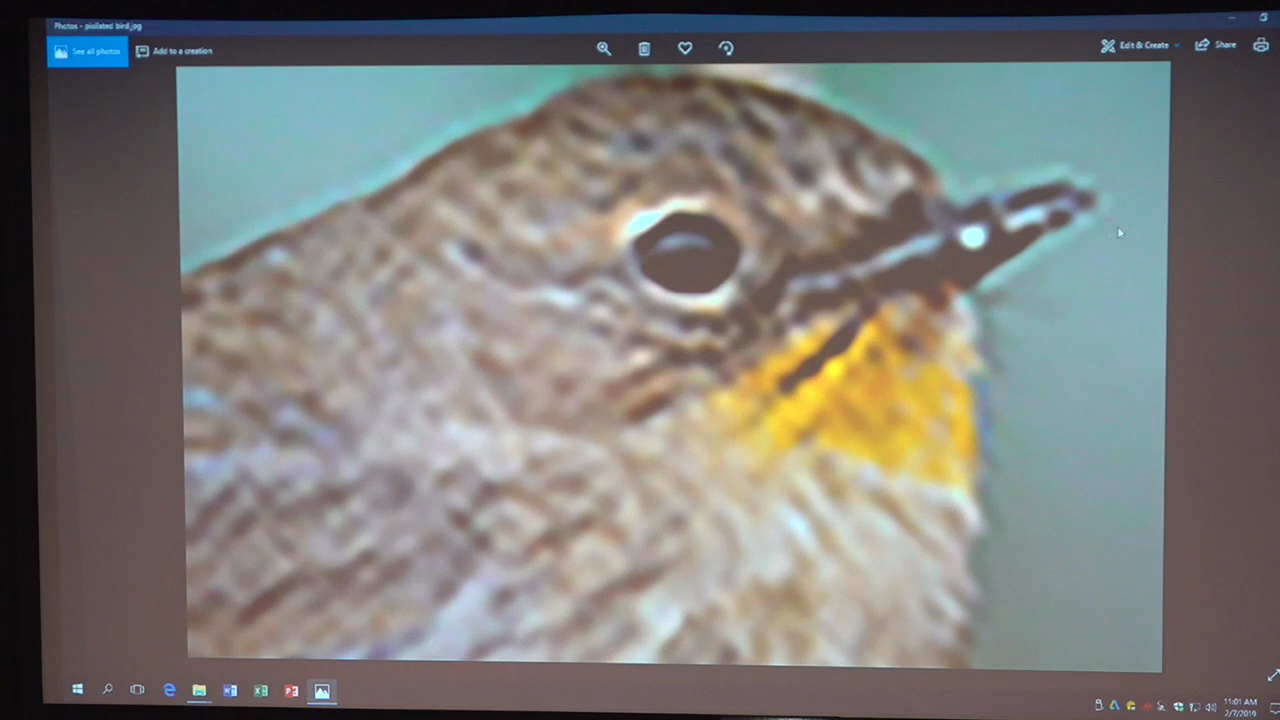 Photos - pixilated bird.jpg
See all photos
Add to a creation
Edit & Create
Share
11:01 AM
2/7/2019